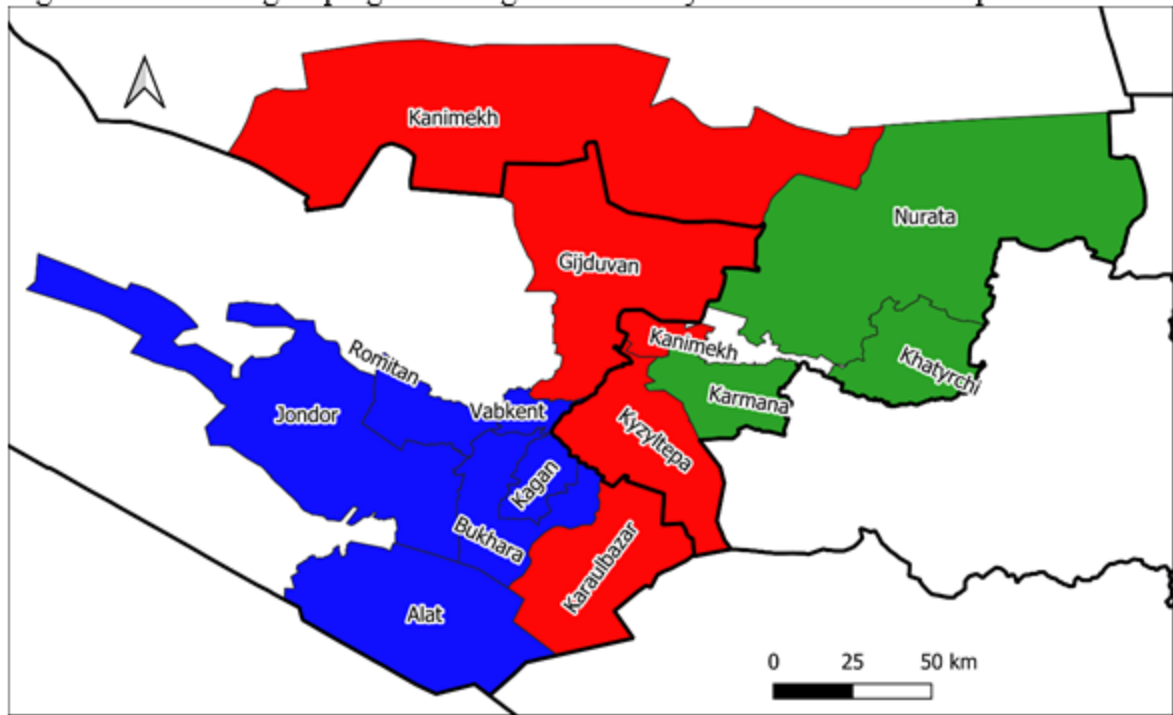 Kanimekh
Nurata
Gijduvan
Kanimekh
Romitan
Khatyrchi
Vabkent
Karmana
Jondor
Kyzyltepa
Kagan
Bukhara
Karaulbazar
Alat
0 25 50 km